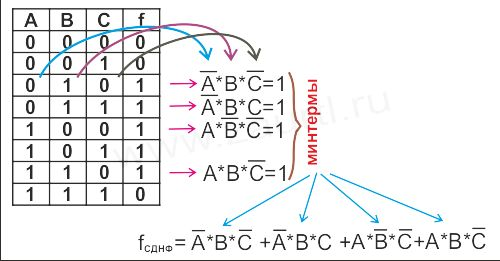 A B C f
0 0 0 0
0 0 1 0
0 1 0 1
0 1 1 1
1 0 0 1
1 0 1 1
1 1 0 1
1 1 1 0
A̅*B*C̅=1
A̅*B*C=1
A*B̅*C̅=1
A*B*C̅=1
минтермы
fсднф= A̅*B*C̅ +A̅*B*C +A*B̅*C̅+A*B*C̅